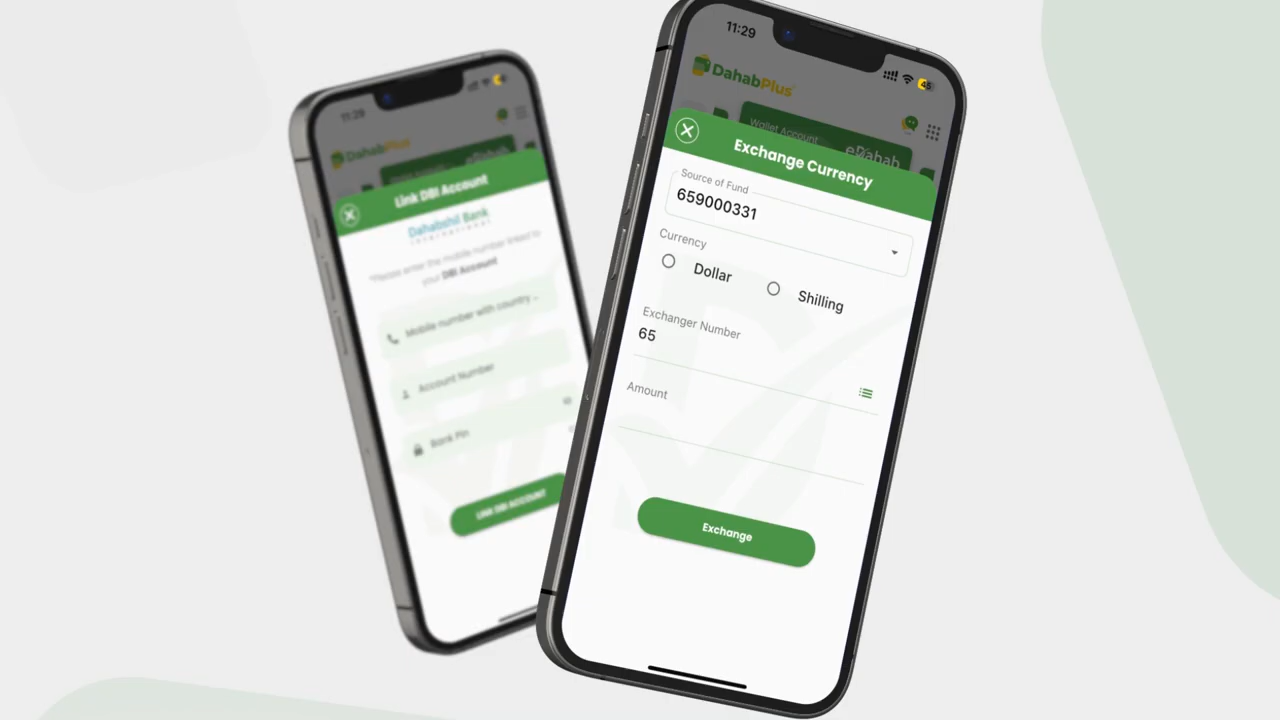 11:29
DahabPlus
Link DBI Account
Dahabshil Bank
International
*Please enter the mobile number linked to
your DBI Account
Mobile number with country ...
Account Number
Bank Pin
LINK DBI ACCOUNT
11:29
45
DahabPlus
Wallet Account
eDahab
Exchange Currency
Source of Fund
659000331
Currency
Dollar
Shilling
Exchanger Number
65
Amount
Exchange